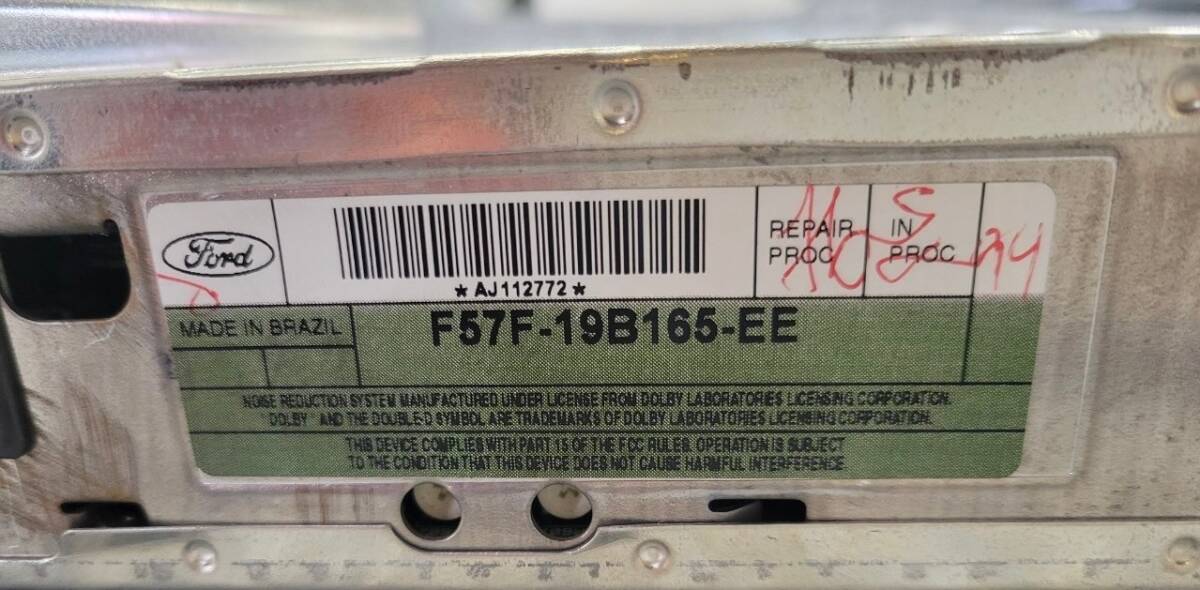 Ford
* AJ112772 *
REPAIR PROC
IN PROC
MADE IN BRAZIL
F57F-19B165-EE
NOISE REDUCTION SYSTEM MANUFACTURED UNDER LICENSE FROM DOLBY LABORATORIES LICENSING CORPORATION.
DOLBY AND THE DOUBLE-D SYMBOL ARE TRADEMARKS OF DOLBY LABORATORIES LICENSING CORPORATION.
THIS DEVICE COMPLIES WITH PART 15 OF THE FCC RULES. OPERATION IS SUBJECT
TO THE CONDITION THAT THIS DEVICE DOES NOT CAUSE HARMFUL INTERFERENCE